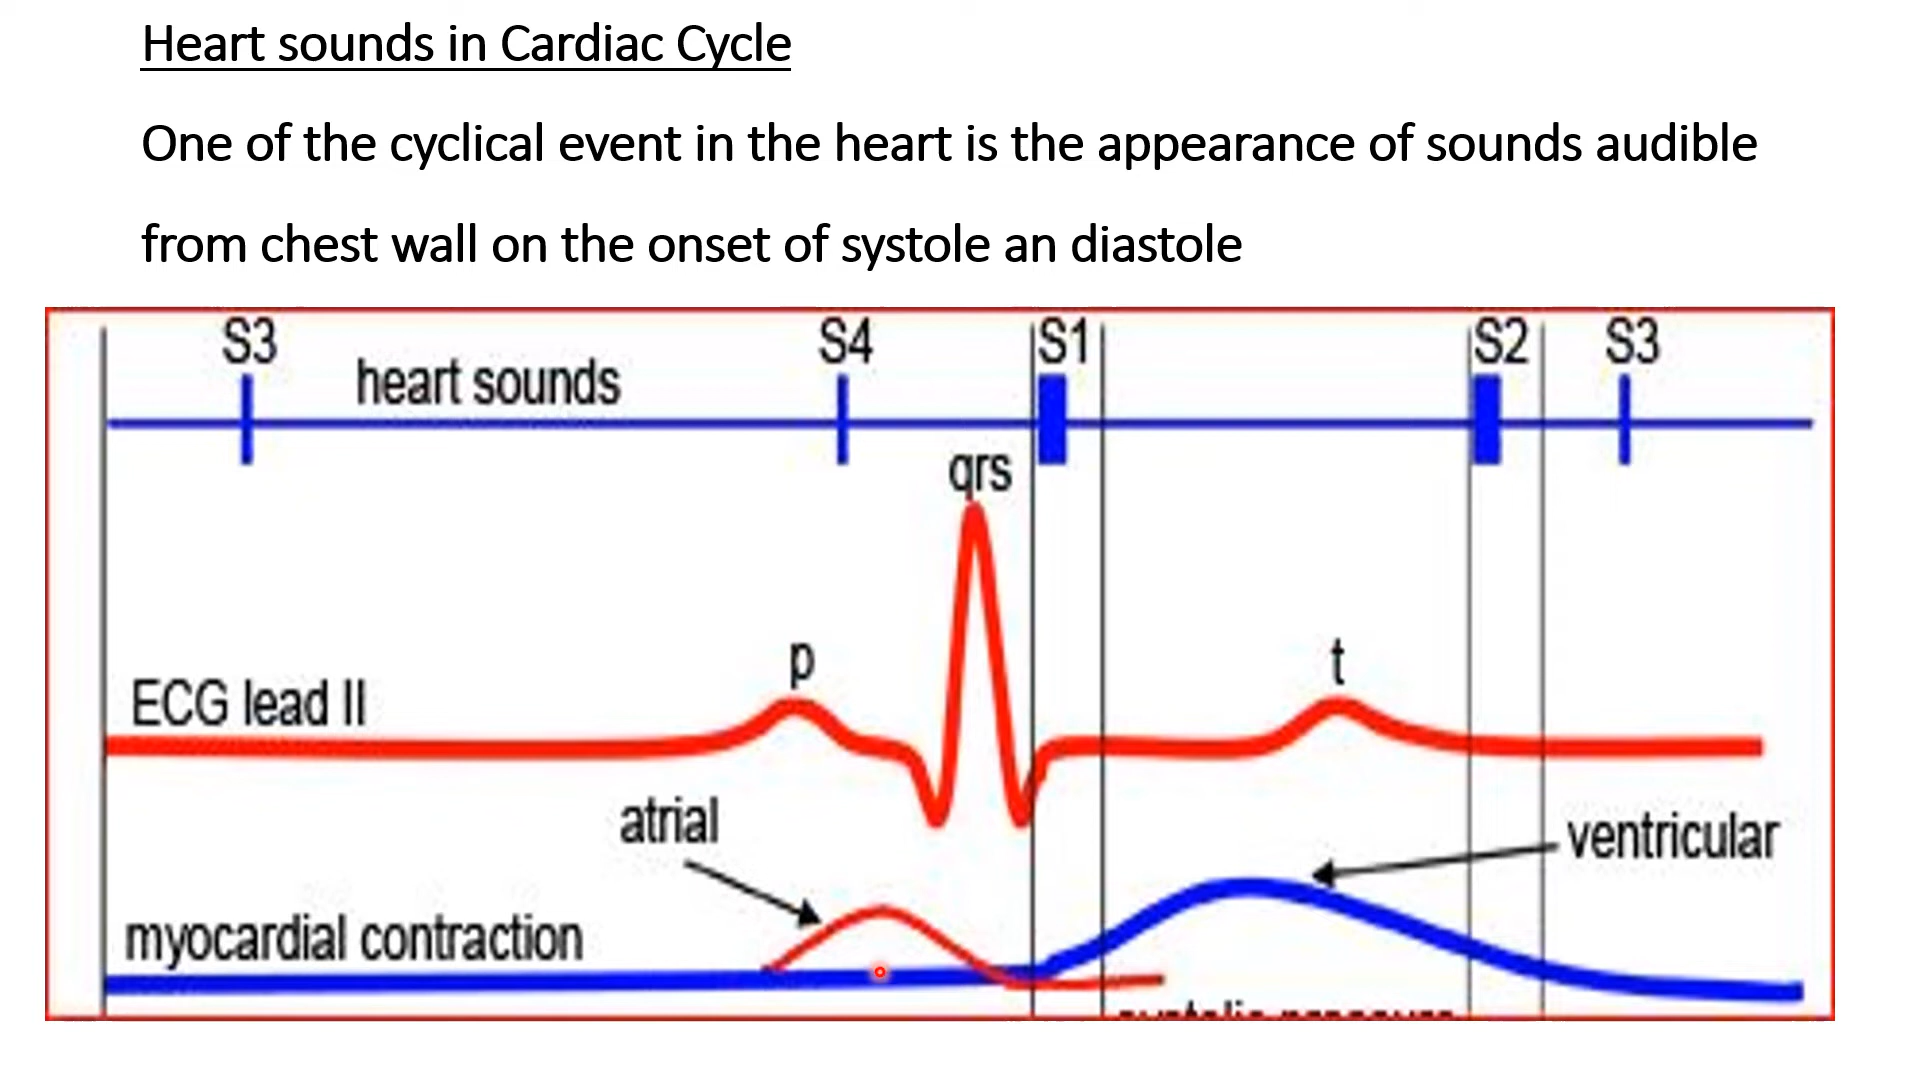 Heart sounds in Cardiac Cycle
One of the cyclical event in the heart is the appearance of sounds audible
from chest wall on the onset of systole an diastole
S3 S4 S1 S2 S3
heart sounds
qrs
p t
ECG lead II
atrial
ventricular
myocardial contraction
systolic pressure